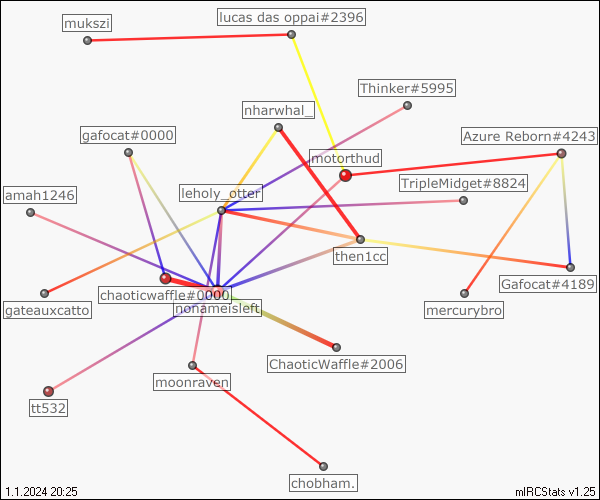 lucas das oppai#2396
mukszi
Thinker#5995
nharwhal_
gafocat#0000
Azure Reborn#4243
motorthud
TripleMidget#8824
amah1246
leholy_otter
then1cc
Gafocat#4189
chaoticwaffle#0000
nonameisleft
gateauxcatto
mercurybro
ChaoticWaffle#2006
moonraven
tt532
chobham.
1.1.2024 20:25
mIRCStats v1.25